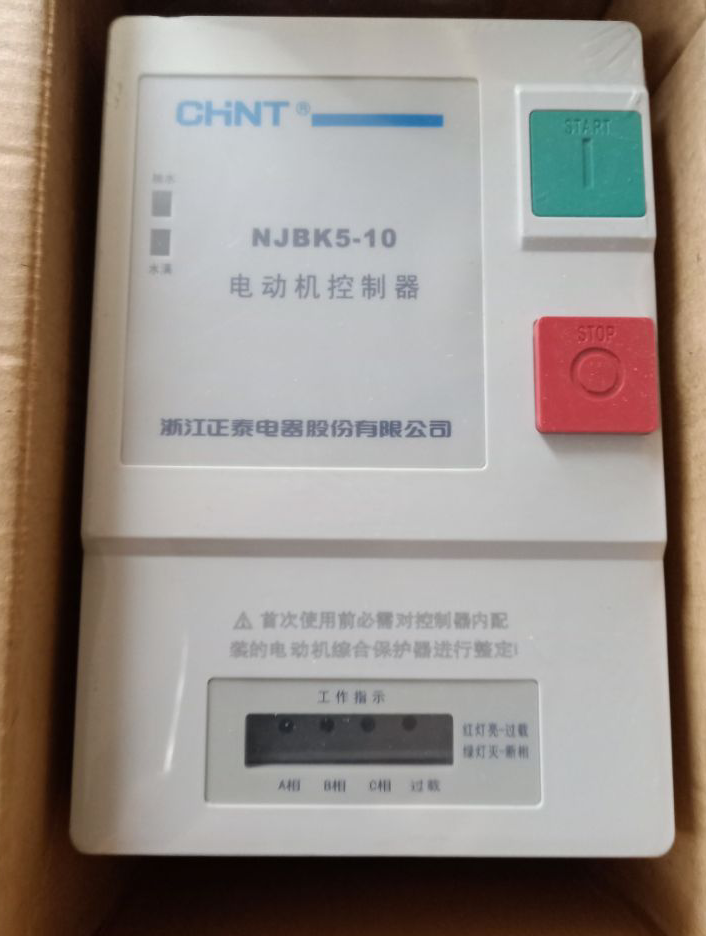 CHNT®
START
抽水
NJBK5-10
水满
电动机控制器
STOP
浙江正泰电器股份有限公司
首次使用前必需对控制器内配
装的电动机综合保护器进行整定!
工作指示
红灯亮-过载
绿灯灭-断相
A相 B相 C相 过载